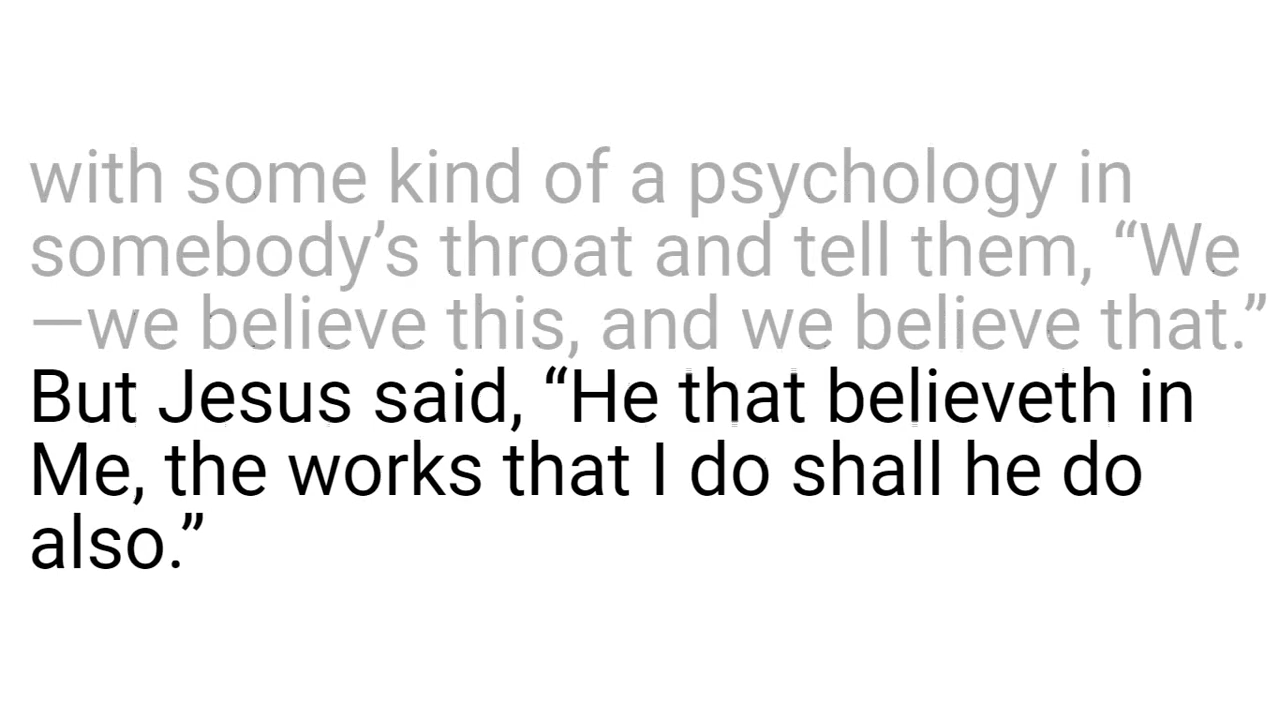 with some kind of a psychology in
somebody’s throat and tell them, “We
—we believe this, and we believe that.”
But Jesus said, “He that believeth in
Me, the works that I do shall he do
also.”